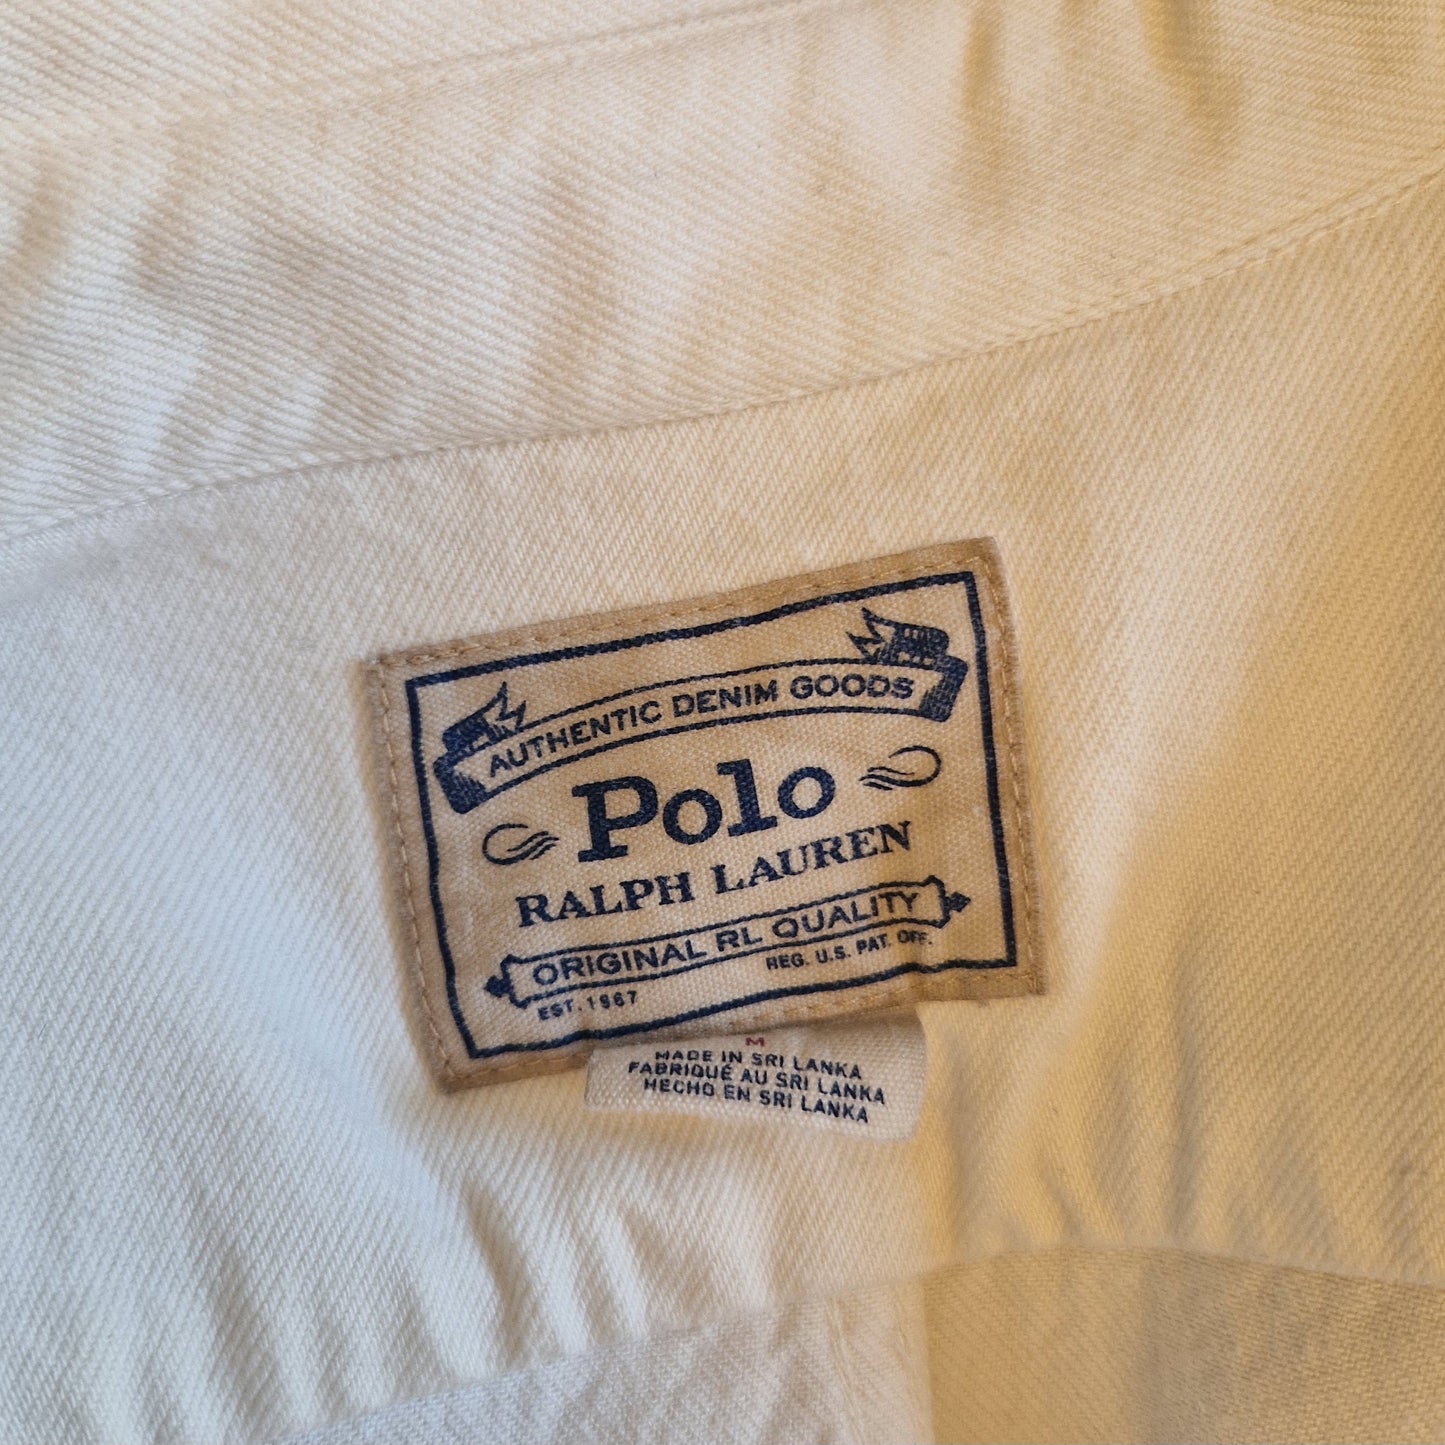 AUTHENTIC DENIM GOODS
Polo
RALPH LAUREN
ORIGINAL RL QUALITY
EST. 1967 REG. U.S. PAT. OFF.
M
MADE IN SRI LANKA
FABRIQUÉ AU SRI LANKA
HECHO EN SRI LANKA